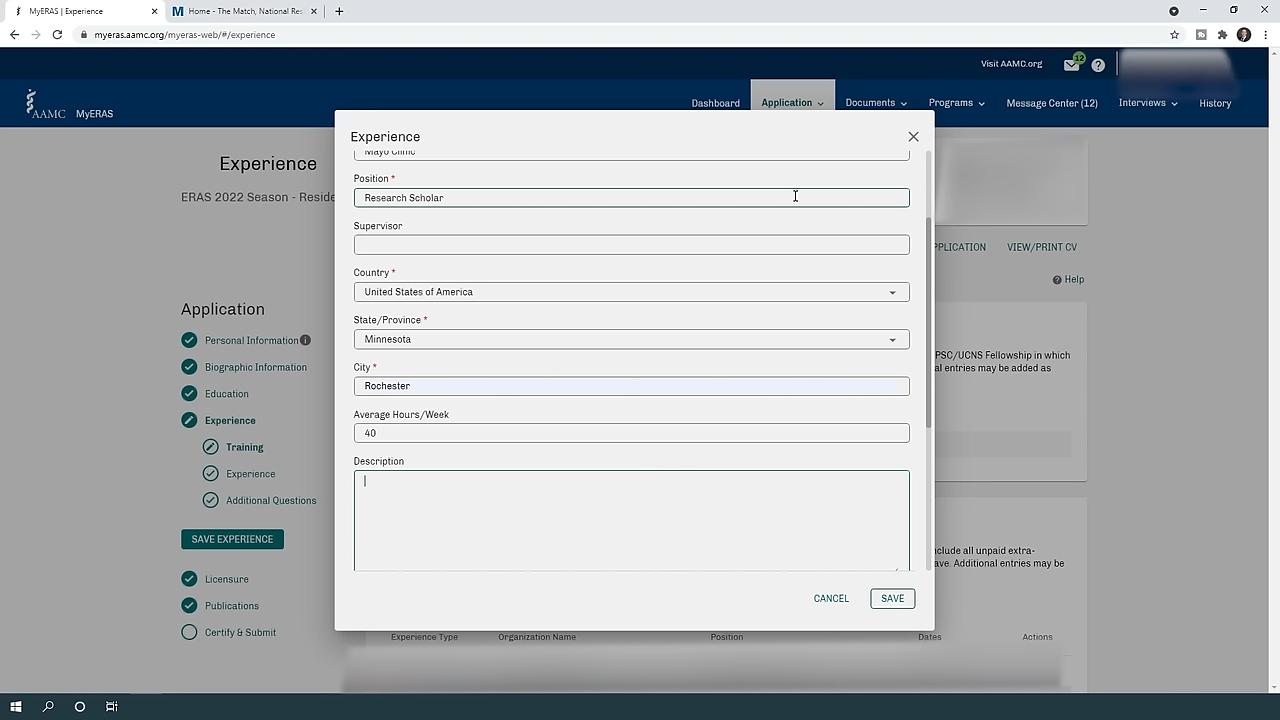 MyERAS | Experience
Home - The Match, National Res
myeras.aamc.org/myeras-web/#/experience
Visit AAMC.org
12
AAMC
MyERAS
Dashboard
Application
Documents
Programs
Message Center (12)
Interviews
History
Experience
ERAS 2022 Season - Reside
PPLICATION
VIEW/PRINT CV
Help
Application
Personal Information
Biographic Information
Education
Experience
Training
Experience
Additional Questions
SAVE EXPERIENCE
Licensure
Publications
Certify & Submit
Experience
Mayo Clinic
Position *
Research Scholar
Supervisor
Country *
United States of America
State/Province *
Minnesota
City *
Rochester
Average Hours/Week
40
Description
CANCEL
SAVE
PSC/UCNS Fellowship in which
al entries may be added as
nclude all unpaid extra-
ave. Additional entries may be
Experience Type
Organization Name
Position
Dates
Actions